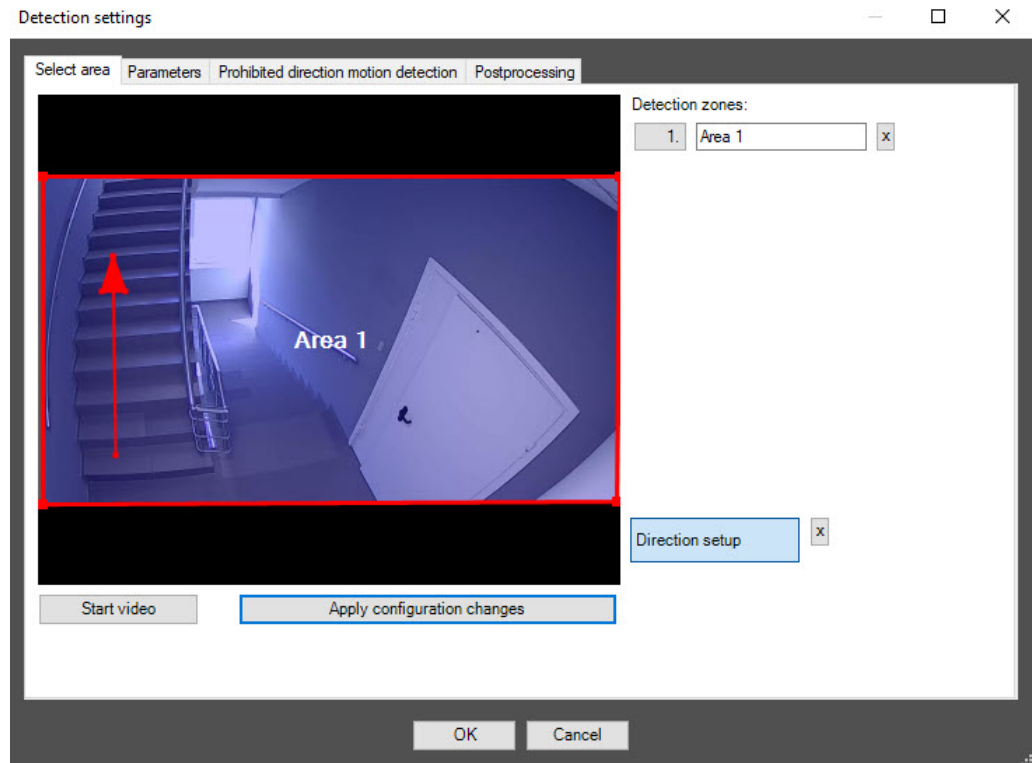 Detection settings
Select area Parameters Prohibited direction motion detection Postprocessing
Detection zones:
1. Area 1 x
Area 1
Direction setup x
Start video Apply configuration changes
OK Cancel